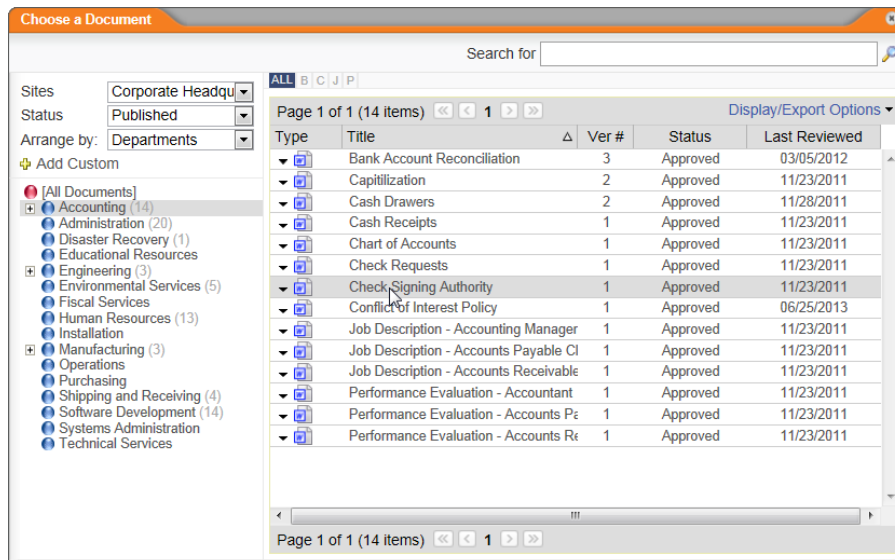 Choose a Document
Search for
Sites Corporate Headqu
Status Published
Arrange by: Departments
Add Custom
[All Documents]
Accounting (14)
Administration (20)
Disaster Recovery (1)
Educational Resources
Engineering (3)
Environmental Services (5)
Fiscal Services
Human Resources (13)
Installation
Manufacturing (3)
Operations
Purchasing
Shipping and Receiving (4)
Software Development (14)
Systems Administration
Technical Services
ALL B C J P
Page 1 of 1 (14 items) 1 Display/Export Options
Type Title Ver # Status Last Reviewed
Bank Account Reconciliation 3 Approved 03/05/2012
Capitilization 2 Approved 11/23/2011
Cash Drawers 2 Approved 11/28/2011
Cash Receipts 1 Approved 11/23/2011
Chart of Accounts 1 Approved 11/23/2011
Check Requests 1 Approved 11/23/2011
Check Signing Authority 1 Approved 11/23/2011
Conflict of Interest Policy 1 Approved 06/25/2013
Job Description - Accounting Manager 1 Approved 11/23/2011
Job Description - Accounts Payable Cl 1 Approved 11/23/2011
Job Description - Accounts Receivable 1 Approved 11/23/2011
Performance Evaluation - Accountant 1 Approved 11/23/2011
Performance Evaluation - Accounts Pa 1 Approved 11/23/2011
Performance Evaluation - Accounts Re 1 Approved 11/23/2011
Page 1 of 1 (14 items) 1